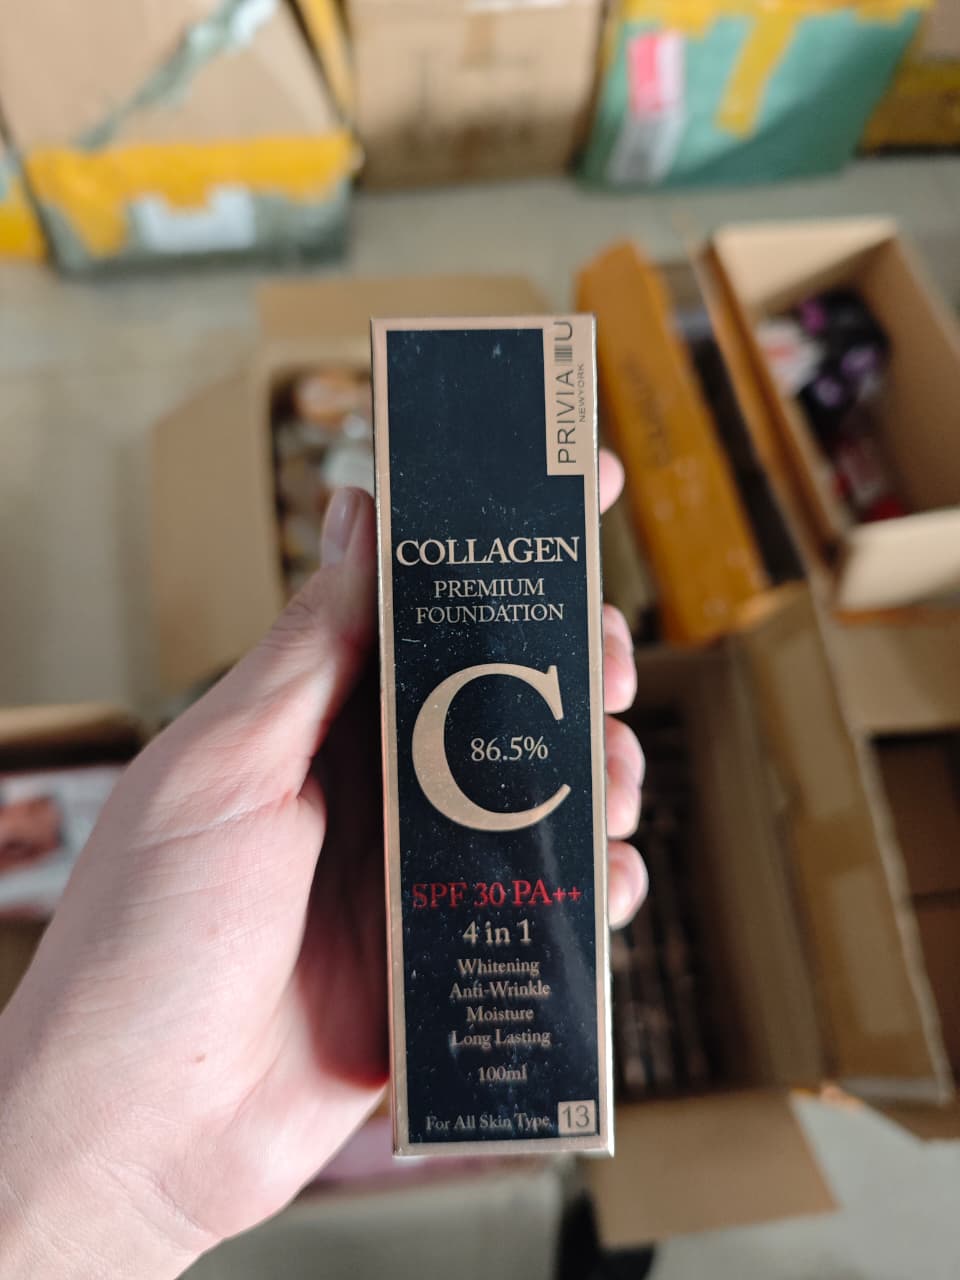 PRIVIA U
NEWYORK
COLLAGEN
PREMIUM
FOUNDATION
C
86.5%
SPF 30 PA++
4 in 1
Whitening
Anti-Wrinkle
Moisture
Long Lasting
100ml
For All Skin Type 13